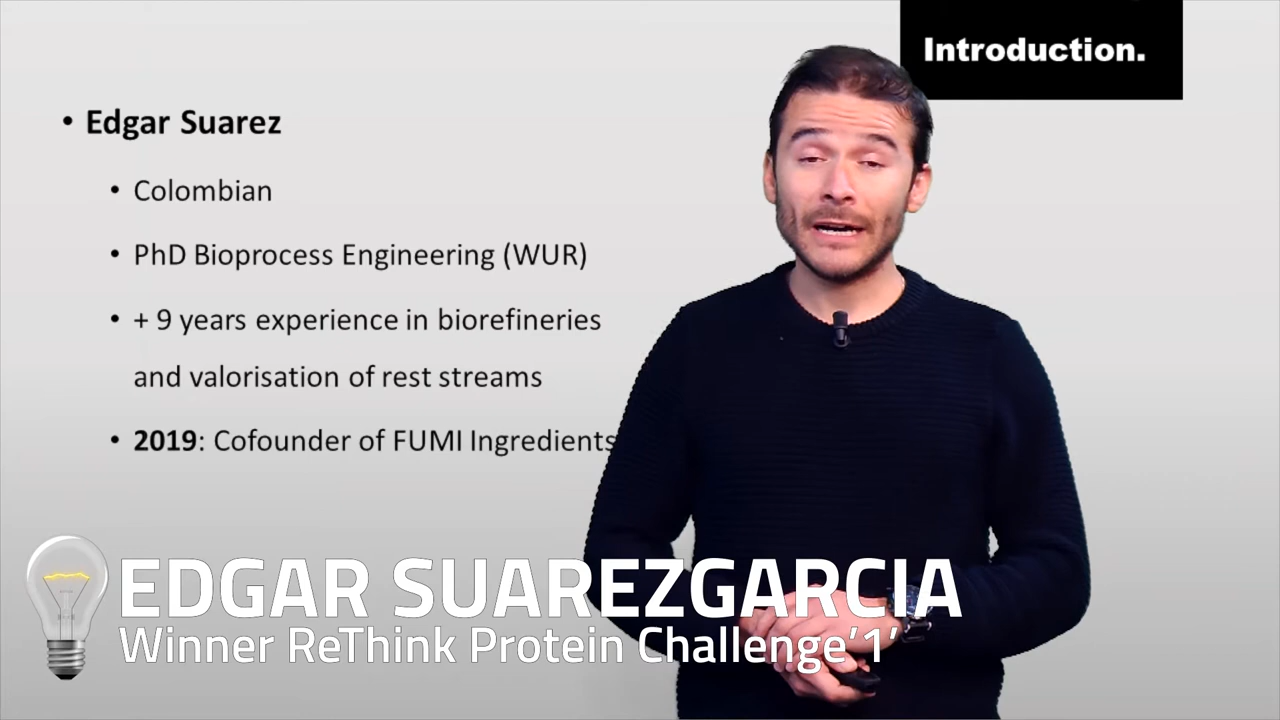 Introduction.
• Edgar Suarez
• Colombian
• PhD Bioprocess Engineering (WUR)
• + 9 years experience in biorefineries
and valorisation of rest streams
• 2019: Cofounder of FUMI Ingredients
EDGAR SUAREZGARCIA
Winner ReThink Protein Challenge’1’